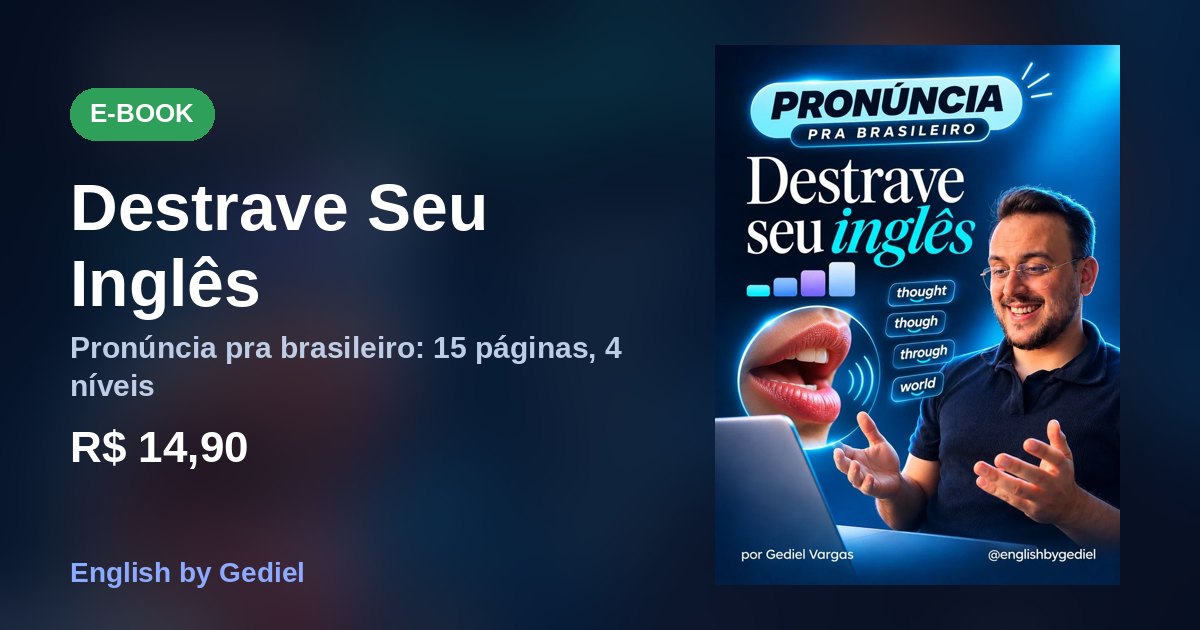 E-BOOK
Destrave Seu
Inglês
Pronúncia pra brasileiro: 15 páginas, 4
níveis
R$ 14,90
English by Gediel
PRONÚNCIA
PRA BRASILEIRO
Destrave
seu inglês
thought
though
through
world
por Gediel Vargas
@englishbygediel